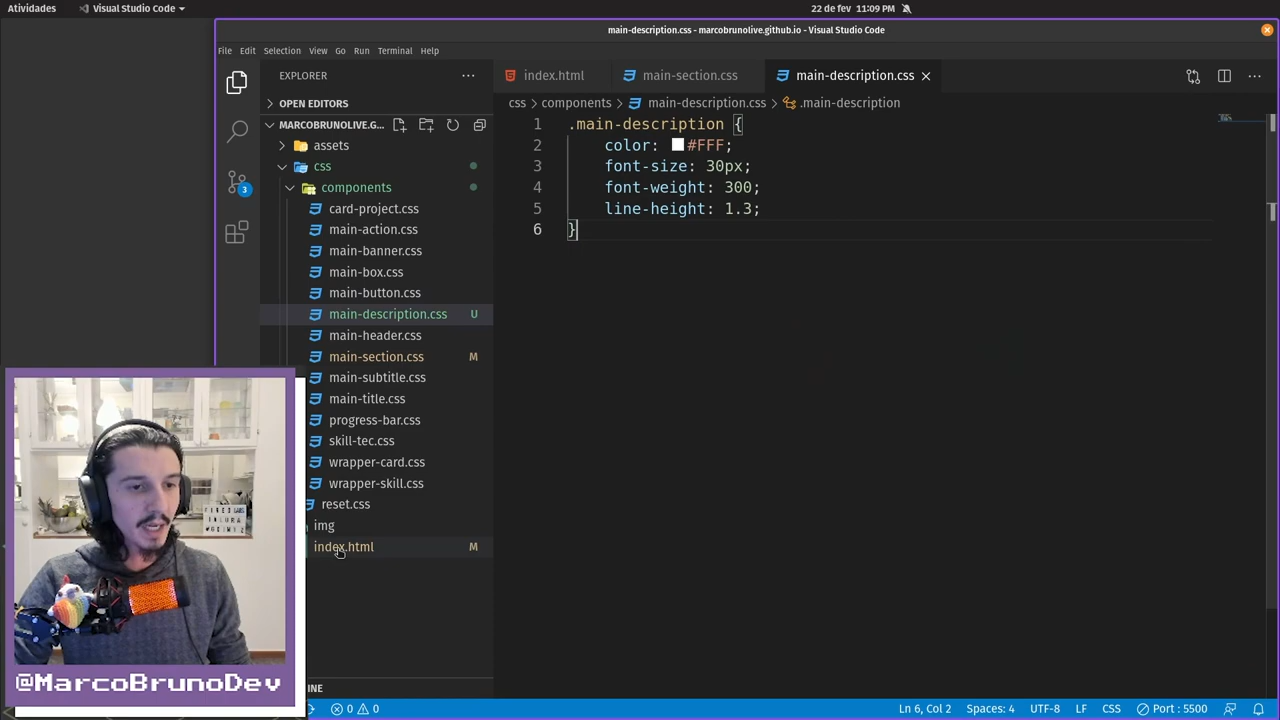 Atividades
Visual Studio Code
22 de fev 11:09 PM
main-description.css - marcobrunolive.github.io - Visual Studio Code
File Edit Selection View Go Run Terminal Help
EXPLORER
OPEN EDITORS
MARCOBRUNOLIVE.G...
assets
css
components
card-project.css
main-action.css
main-banner.css
main-box.css
main-button.css
main-description.css U
main-header.css
main-section.css M
main-subtitle.css
main-title.css
progress-bar.css
skill-tec.css
wrapper-card.css
wrapper-skill.css
reset.css
img
index.html M
3
index.html
main-section.css
main-description.css
css > components > main-description.css > .main-description
1 .main-description {
2 color: #FFF;
3 font-size: 30px;
4 font-weight: 300;
5 line-height: 1.3;
6 }
@MarcoBrunoDev
INE
0 0
Ln 6, Col 2 Spaces: 4 UTF-8 LF CSS Port : 5500